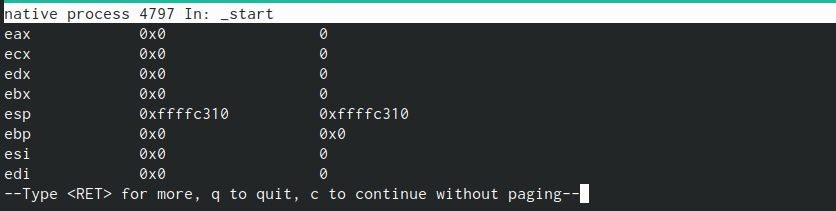 native process 4797 In: _start
eax 0x0 0
ecx 0x0 0
edx 0x0 0
ebx 0x0 0
esp 0xffffc310 0xffffc310
ebp 0x0 0x0
esi 0x0 0
edi 0x0 0
--Type <RET> for more, q to quit, c to continue without paging--